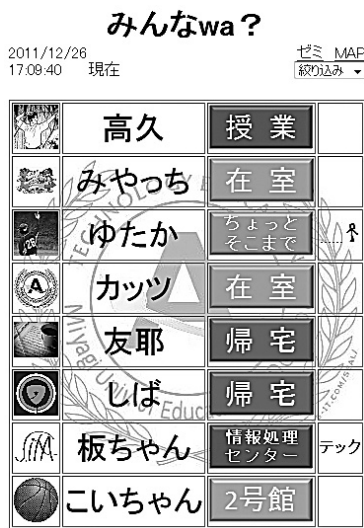 みんなwa？
2011/12/26
17:09:40 現在
ゼミ MAP
絞り込み
高久 授業
みやっち 在室
ゆたか ちょっと
そこまで
カッツ 在室
友耶 帰宅
しば 帰宅
板ちゃん 情報処理
センター テック
こいちゃん 2号館